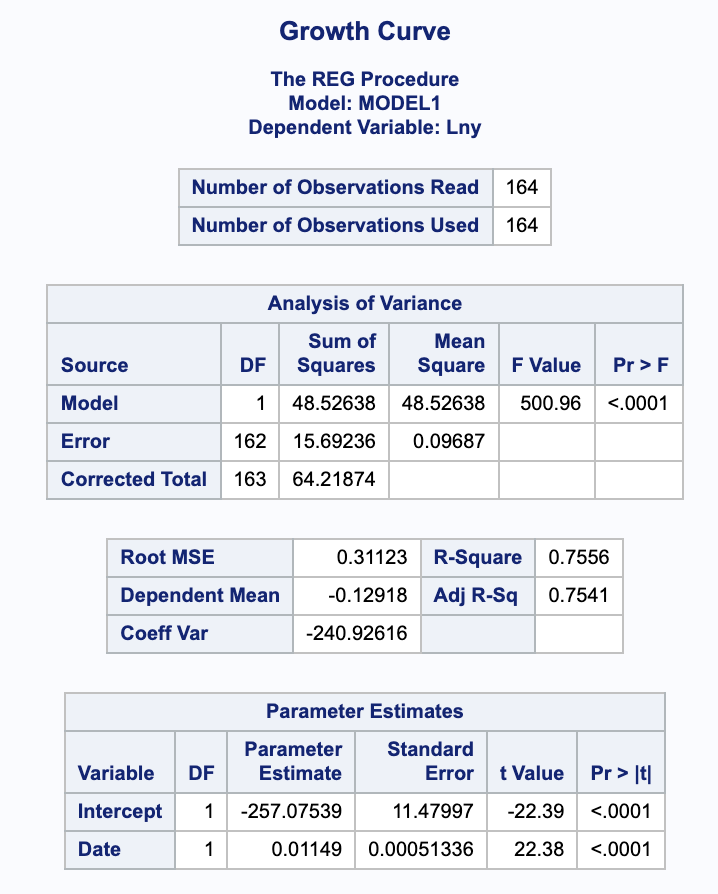 Growth Curve
The REG Procedure
Model: MODEL1
Dependent Variable: Lny
Number of Observations Read 164
Number of Observations Used 164
Analysis of Variance
Source DF Sum of Squares Mean Square F Value Pr > F
Model 1 48.52638 48.52638 500.96 <.0001
Error 162 15.69236 0.09687
Corrected Total 163 64.21874
Root MSE 0.31123 R-Square 0.7556
Dependent Mean -0.12918 Adj R-Sq 0.7541
Coeff Var -240.92616
Parameter Estimates
Variable DF Parameter Estimate Standard Error t Value Pr > |t|
Intercept 1 -257.07539 11.47997 -22.39 <.0001
Date 1 0.01149 0.00051336 22.38 <.0001